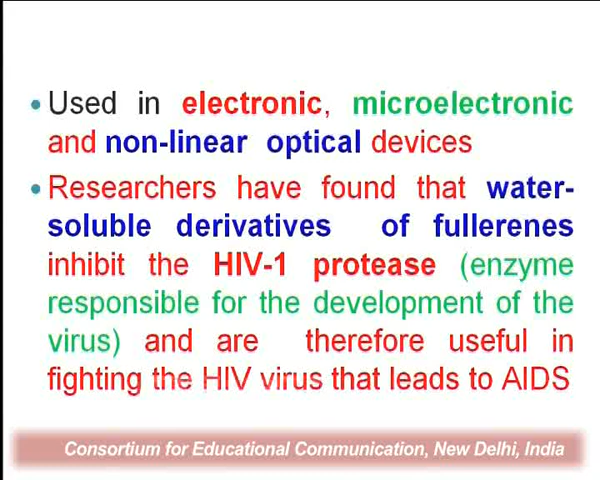 • Used in electronic, microelectronic
and non-linear optical devices
• Researchers have found that water-
soluble derivatives of fullerenes
inhibit the HIV-1 protease (enzyme
responsible for the development of the
virus) and are therefore useful in
fighting the HIV virus that leads to AIDS
Consortium for Educational Communication, New Delhi, India